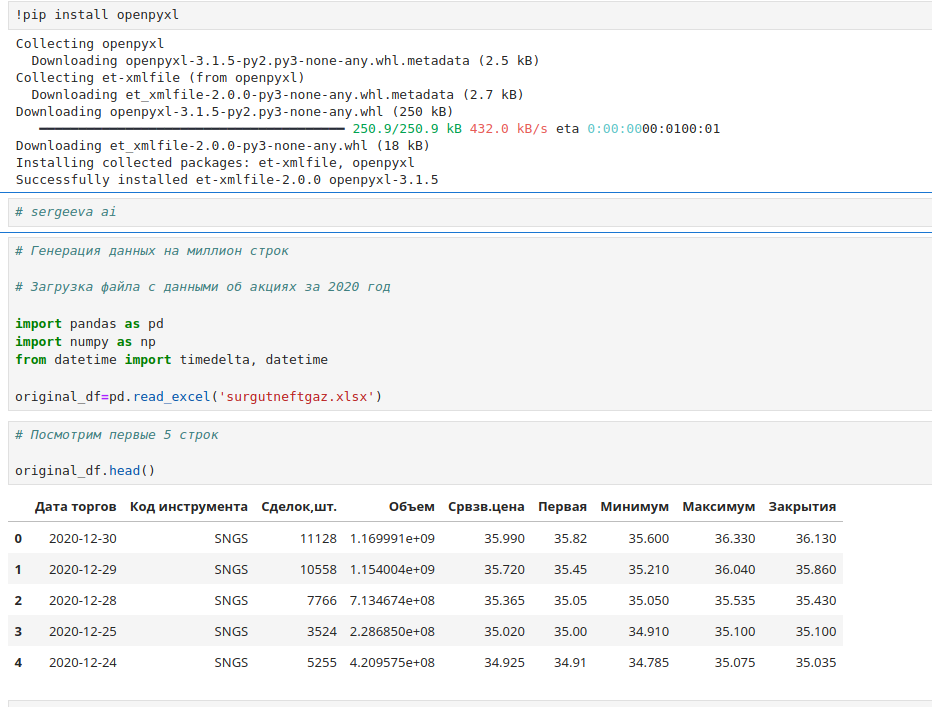 !pip install openpyxl
Collecting openpyxl
  Downloading openpyxl-3.1.5-py2.py3-none-any.whl.metadata (2.5 kB)
Collecting et-xmlfile (from openpyxl)
  Downloading et_xmlfile-2.0.0-py3-none-any.whl.metadata (2.7 kB)
Downloading openpyxl-3.1.5-py2.py3-none-any.whl (250 kB)
250.9/250.9 kB 432.0 kB/s eta 0:00:0000:0100:01
Downloading et_xmlfile-2.0.0-py3-none-any.whl (18 kB)
Installing collected packages: et-xmlfile, openpyxl
Successfully installed et-xmlfile-2.0.0 openpyxl-3.1.5
# sergeeva ai
# Генерация данных на миллион строк
# Загрузка файла с данными об акциях за 2020 год
import pandas as pd
import numpy as np
from datetime import timedelta, datetime
original_df=pd.read_excel('surgutneftgaz.xlsx')
# Посмотрим первые 5 строк
original_df.head()
Дата торгов Код инструмента Сделок,шт. Объем Срвзв.цена Первая Минимум Максимум Закрытия
0 2020-12-30 SNGS 11128 1.169991e+09 35.990 35.82 35.600 36.330 36.130
1 2020-12-29 SNGS 10558 1.154004e+09 35.720 35.45 35.210 36.040 35.860
2 2020-12-28 SNGS 7766 7.134674e+08 35.365 35.05 35.050 35.535 35.430
3 2020-12-25 SNGS 3524 2.286850e+08 35.020 35.00 34.910 35.100 35.100
4 2020-12-24 SNGS 5255 4.209575e+08 34.925 34.91 34.785 35.075 35.035